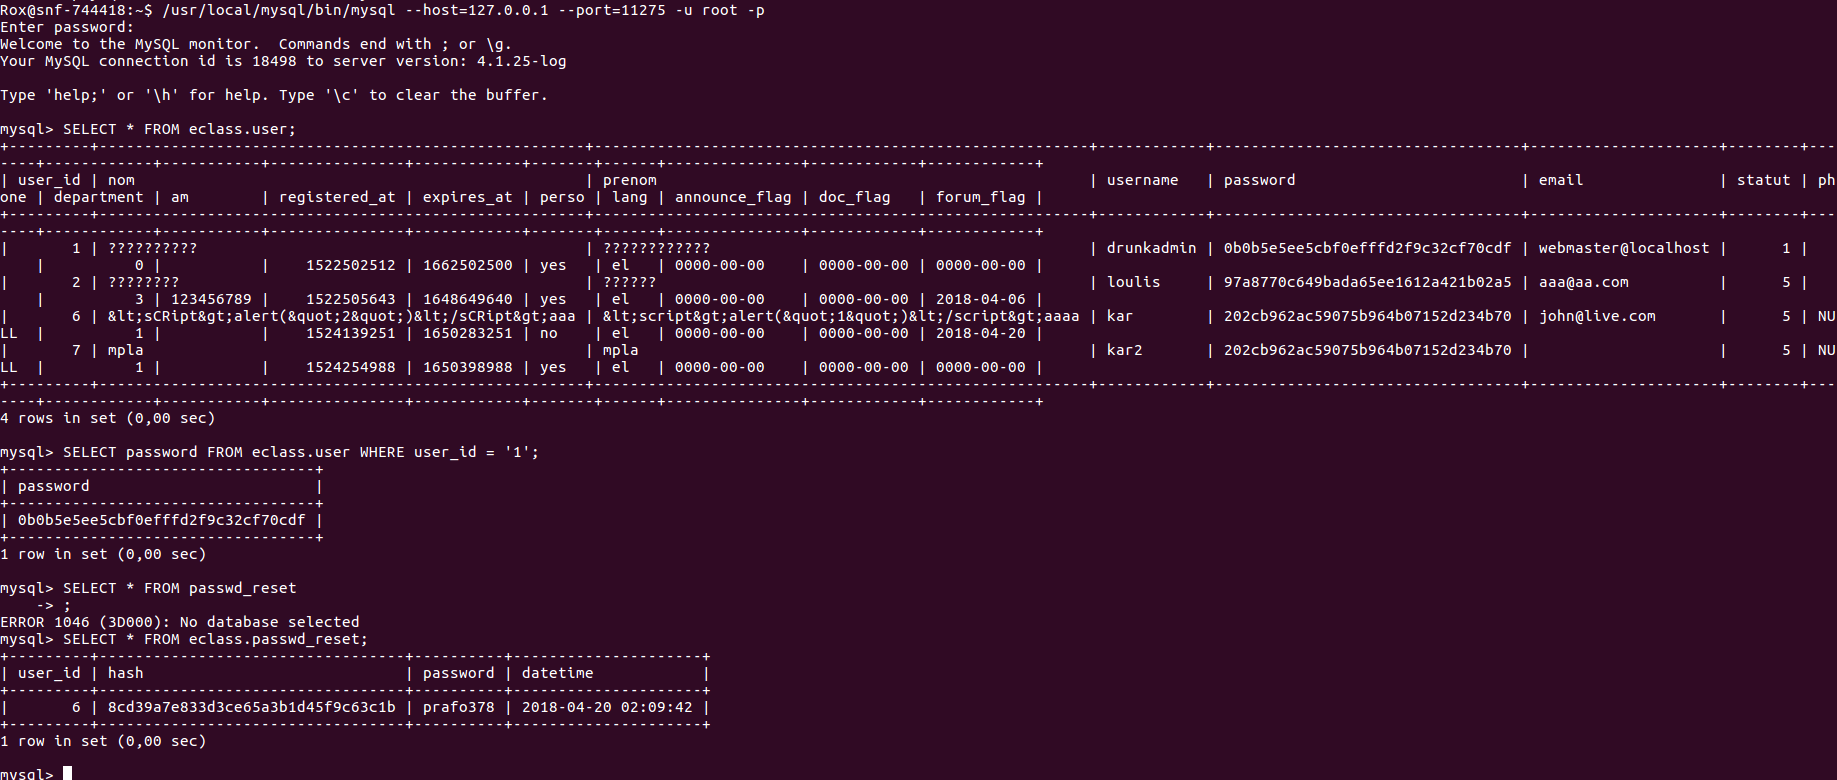 Rox@snf-744418:~$ /usr/local/mysql/bin/mysql --host=127.0.0.1 --port=11275 -u root -p
Enter password:
Welcome to the MySQL monitor.  Commands end with ; or \g.
Your MySQL connection id is 18498 to server version: 4.1.25-log

Type 'help;' or '\h' for help. Type '\c' to clear the buffer.

mysql> SELECT * FROM eclass.user;
+---------+------------------------------------------------------+------------------------------------------------------+------------+----------------------------------+---------------------+--------+---
----+------------+-----------+---------------+------------+-------+------+---------------+------------+------------+
| user_id | nom                                                  | prenom                                                | username   | password                         | email               | statut | ph
one | department | am        | registered_at | expires_at | perso | lang | announce_flag | doc_flag   | forum_flag |
+---------+------------------------------------------------------+------------------------------------------------------+------------+----------------------------------+---------------------+--------+---
----+------------+-----------+---------------+------------+-------+------+---------------+------------+------------+
|       1 | ??????????                                           | ????????????                                          | drunkadmin | 0b0b5e5ee5cbf0efffd2f9c32cf70cdf | webmaster@localhost |      1 |
    |          0 |           |    1522502512 | 1662502500 | yes   | el   | 0000-00-00    | 0000-00-00 | 0000-00-00 |
|       2 | ????????                                             | ??????                                                | loulis     | 97a8770c649bada65ee1612a421b02a5 | aaa@aa.com          |      5 |
    |          3 | 123456789 |    1522505643 | 1648649640 | yes   | el   | 0000-00-00    | 0000-00-00 | 2018-04-06 |
|       6 | &lt;sCRipt&gt;alert(&quot;2&quot;)&lt;/sCRipt&gt;aaa | &lt;script&gt;alert(&quot;1&quot;)&lt;/script&gt;aaaa | kar        | 202cb962ac59075b964b07152d234b70 | john@live.com       |      5 | NU
LL  |          1 |           |    1524139251 | 1650283251 | no    | el   | 0000-00-00    | 0000-00-00 | 2018-04-20 |
|       7 | mpla                                                 | mpla                                                  | kar2       | 202cb962ac59075b964b07152d234b70 |                     |      5 | NU
LL  |          1 |           |    1524254988 | 1650398988 | yes   | el   | 0000-00-00    | 0000-00-00 | 0000-00-00 |
+---------+------------------------------------------------------+------------------------------------------------------+------------+----------------------------------+---------------------+--------+---
----+------------+-----------+---------------+------------+-------+------+---------------+------------+------------+
4 rows in set (0,00 sec)

mysql> SELECT password FROM eclass.user WHERE user_id = '1';
+----------------------------------+
| password                         |
+----------------------------------+
| 0b0b5e5ee5cbf0efffd2f9c32cf70cdf |
+----------------------------------+
1 row in set (0,00 sec)

mysql> SELECT * FROM passwd_reset
    -> ;
ERROR 1046 (3D000): No database selected
mysql> SELECT * FROM eclass.passwd_reset;
+---------+----------------------------------+----------+---------------------+
| user_id | hash                             | password | datetime            |
+---------+----------------------------------+----------+---------------------+
|       6 | 8cd39a7e833d3ce65a3b1d45f9c63c1b | prafo378 | 2018-04-20 02:09:42 |
+---------+----------------------------------+----------+---------------------+
1 row in set (0,00 sec)

mysql>